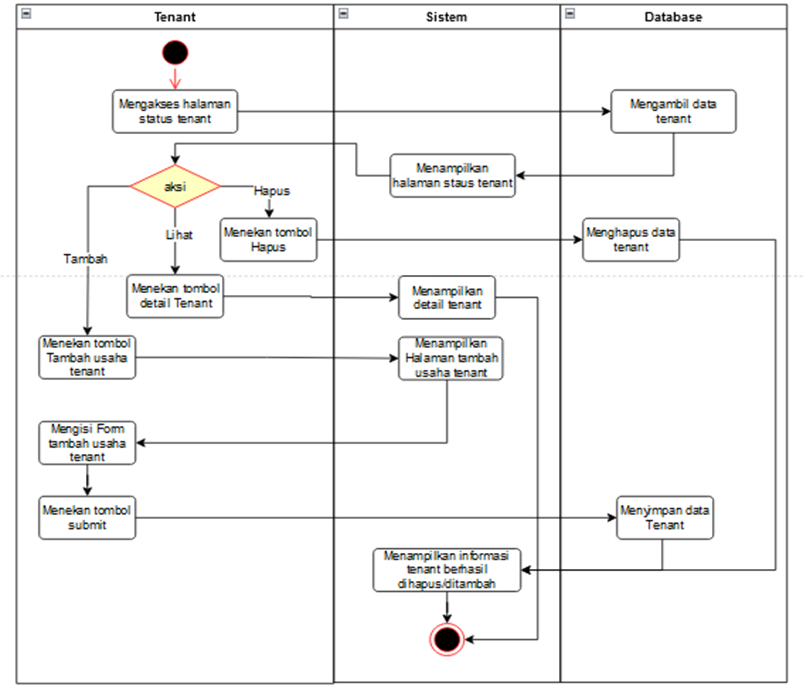 Tenant
Sistem
Database
Mengakses halaman
status tenant
Mengambil data
tenant
Menampilkan
halaman staus tenant
aksi
Hapus
Lihat
Tambah
Menekan tombol
Hapus
Menghapus data
tenant
Menekan tombol
detail Tenant
Menampilkan
detail tenant
Menekan tombol
Tambah usaha
tenant
Menampilkan
Halaman tambah
usaha tenant
Mengisi Form
tambah usaha
tenant
Menekan tombol
submit
Menyimpan data
Tenant
Menampilkan informasi
tenant berhasil
dihapus/ditambah